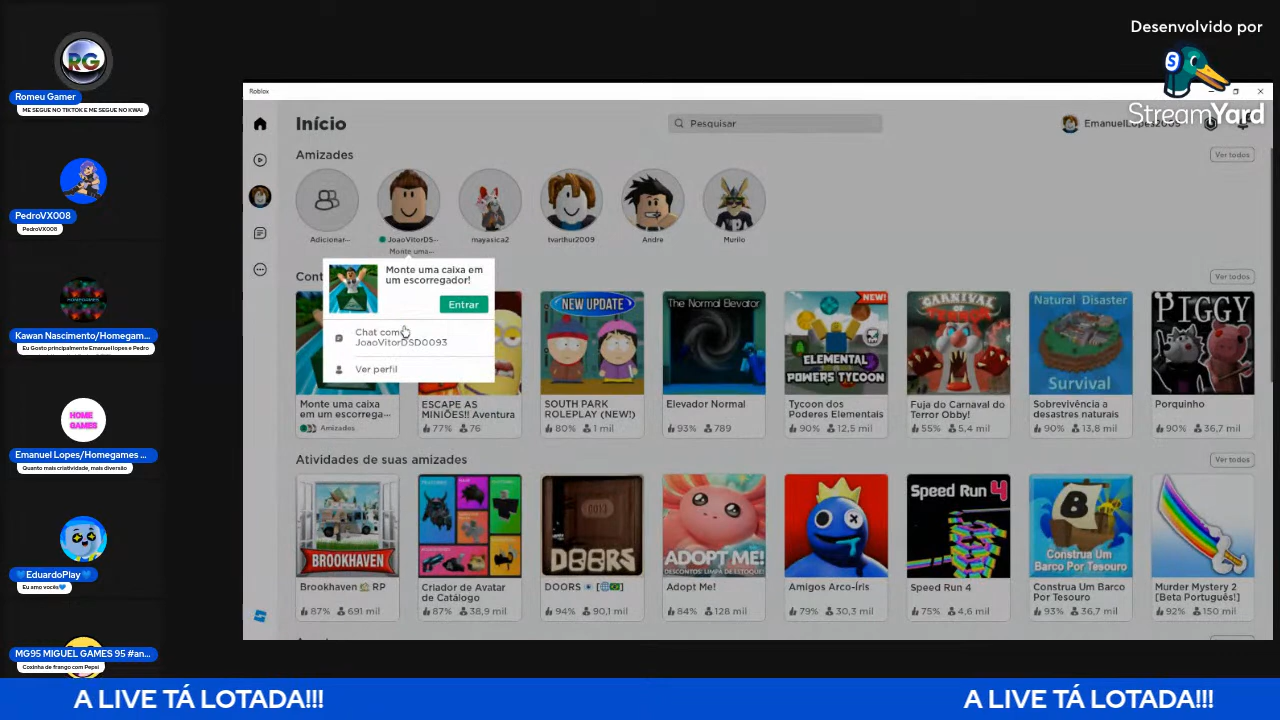 Desenvolvido por
StreamYard
RG
Romeu Gamer
ME SEGUE NO TIKTOK E ME SEGUE NO KWAI
PedroVX008
PedroVX008
HOMEGAMES
Kawan Nascimento/Homegam...
Eu Gosto principalmente Emanuel lopes e Pedro
HOME
GAMES
Emanuel Lopes/Homegames ...
Quanto mais criatividade, mais diversão
💙EduardoPlay💙
Eu amo vocês💙
MG95 MIGUEL GAMES 95 #an...
Coxinha de frango com Pepsi
Roblox
Início
Pesquisar
Amizades
Ver todos
Adicionar···
JoaoVitorDS···
Monte uma···
mayasica2
tvarthur2009
Andre
Murilo
Monte uma caixa em
um escorregador!
Entrar
Chat com
JoaoVitorDSD0093
Ver perfil
Ver todos
NEW UPDATE
The Normal Elevator
NEW!
ELEMENTAL
POWERS TYCOON
CARNIVAL
OF
TERROR
Natural Disaster
Survival
PIGGY
Monte uma caixa
em um escorrega···
Amizades
ESCAPE AS
MINIÕES!! Aventura
77% 76
SOUTH PARK
ROLEPLAY (NEW!)
80% 1 mil
Elevador Normal
93% 789
Tycoon dos
Poderes Elementais
90% 12,5 mil
Fuja do Carnaval do
Terror Obby!
55% 5,4 mil
Sobrevivência a
desastres naturais
90% 13,8 mil
Porquinho
90% 36,7 mil
Atividades de suas amizades
Ver todos
BROOKHAVEN
DOORS
ADOPT ME!
Speed Run 4
Construa Um
Barco Por Tesouro
Brookhaven 🏡 RP
87% 691 mil
Criador de Avatar
de Catálogo
87% 38,9 mil
DOORS
94% 90,1 mil
Adopt Me!
84% 128 mil
Amigos Arco-Íris
79% 30,3 mil
Speed Run 4
75% 4,6 mil
Construa Um Barco
Por Tesouro
93% 36,7 mil
Murder Mystery 2
[Beta Português!]
92% 150 mil
A LIVE TÁ LOTADA!!!
A LIVE TÁ LOTADA!!!